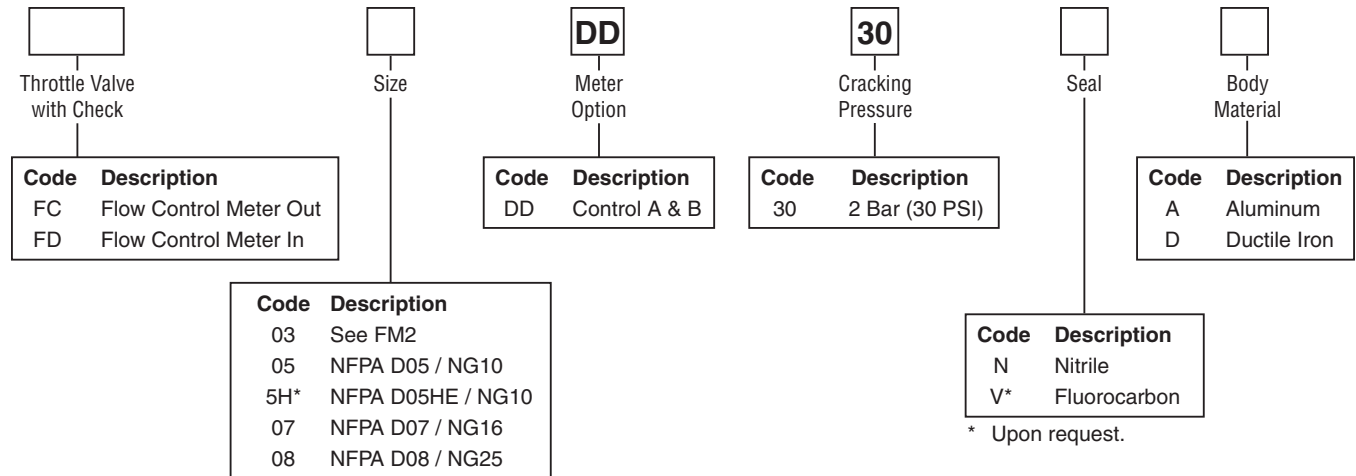 DD
30
Throttle Valve
with Check
Size
Meter
Option
Cracking
Pressure
Seal
Body
Material
Code Description
FC Flow Control Meter Out
FD Flow Control Meter In
Code Description
03 See FM2
05 NFPA D05 / NG10
5H* NFPA D05HE / NG10
07 NFPA D07 / NG16
08 NFPA D08 / NG25
Code Description
DD Control A & B
Code Description
30 2 Bar (30 PSI)
Code Description
N Nitrile
V* Fluorocarbon
* Upon request.
Code Description
A Aluminum
D Ductile Iron